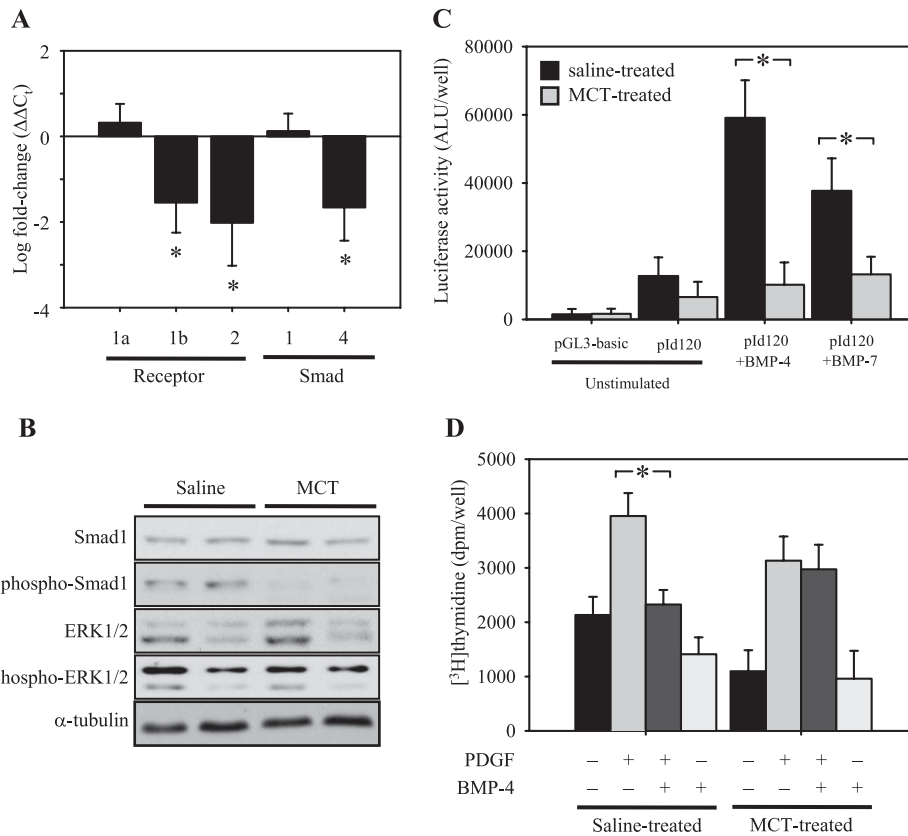 A
Log fold-change (ΔΔCt)
2
0
-2
-4
*
*
*
1a 1b 2 1 4
Receptor Smad
C
Luciferase activity (ALU/well)
80000
60000
40000
20000
0
saline-treated
MCT-treated
*
*
pGL3-basic pId120 pId120 pId120
+BMP-4 +BMP-7
Unstimulated
B
Saline MCT
Smad1
phospho-Smad1
ERK1/2
hospho-ERK1/2
α-tubulin
D
[³H]thymidine (dpm/well)
5000
4000
3000
2000
1000
0
*
PDGF – + + – – + + –
BMP-4 – – + + – – + +
Saline-treated MCT-treated